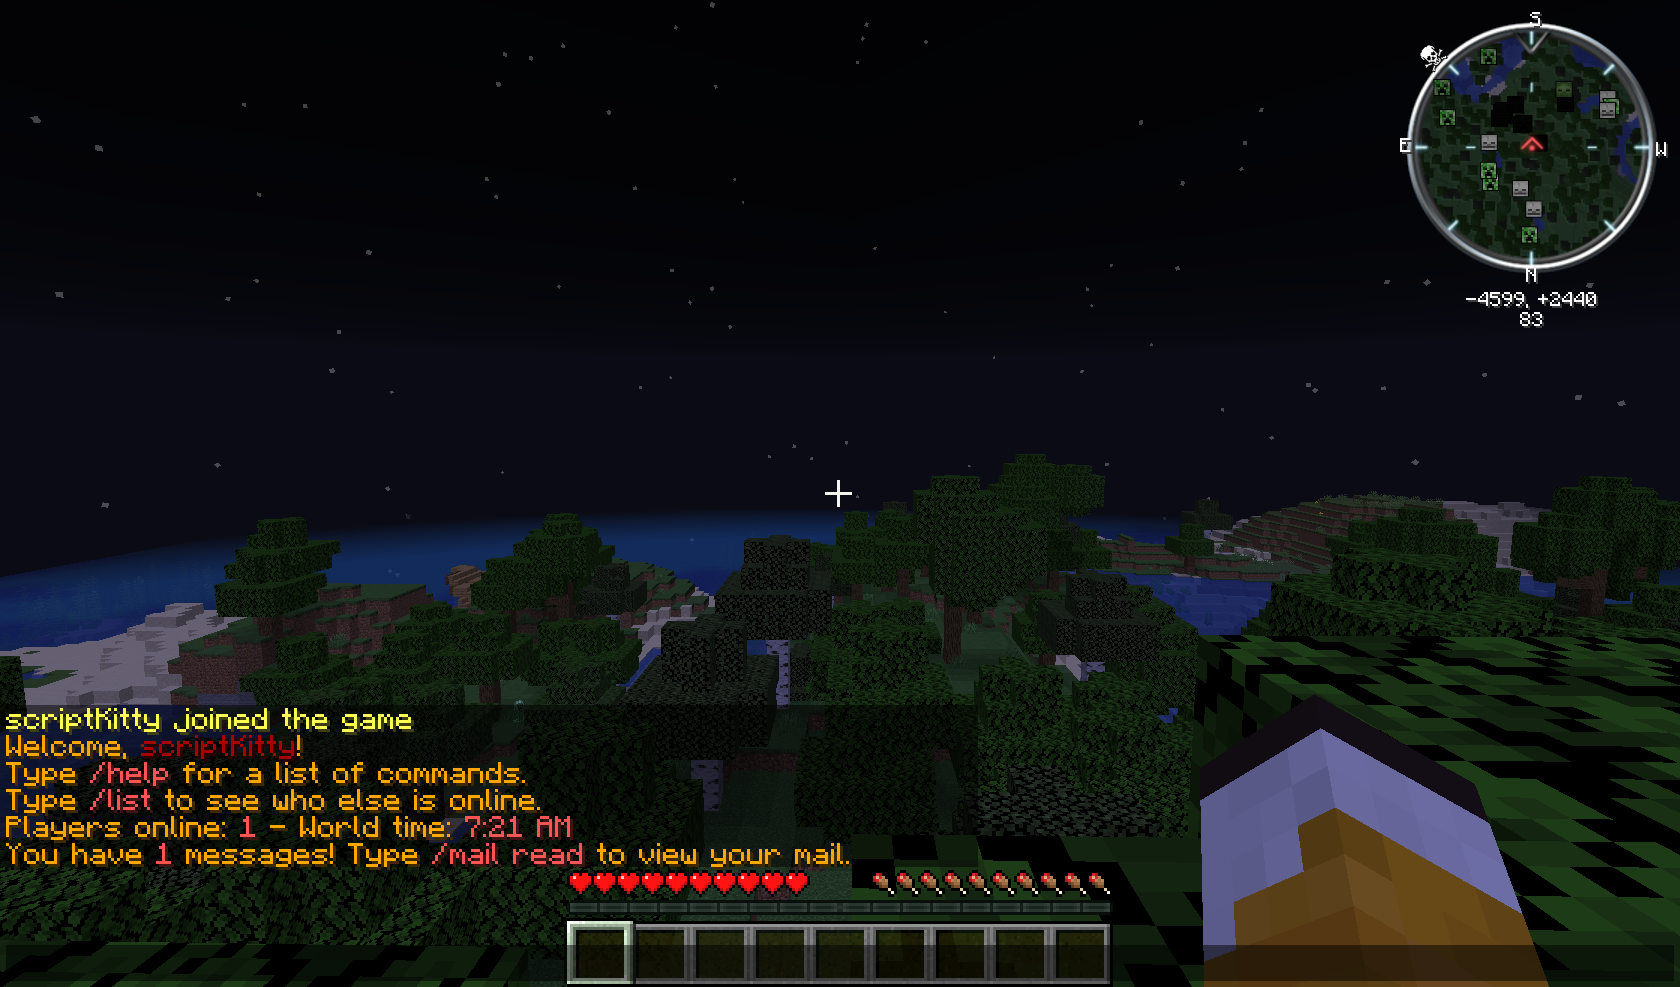 S
E
W
N
-4599, +2440
83
scriptKitty joined the game
Welcome, scriptKitty!
Type /help for a list of commands.
Type /list to see who else is online.
Players online: 1 - World time: 7:21 AM
You have 1 messages! Type /mail read to view your mail.